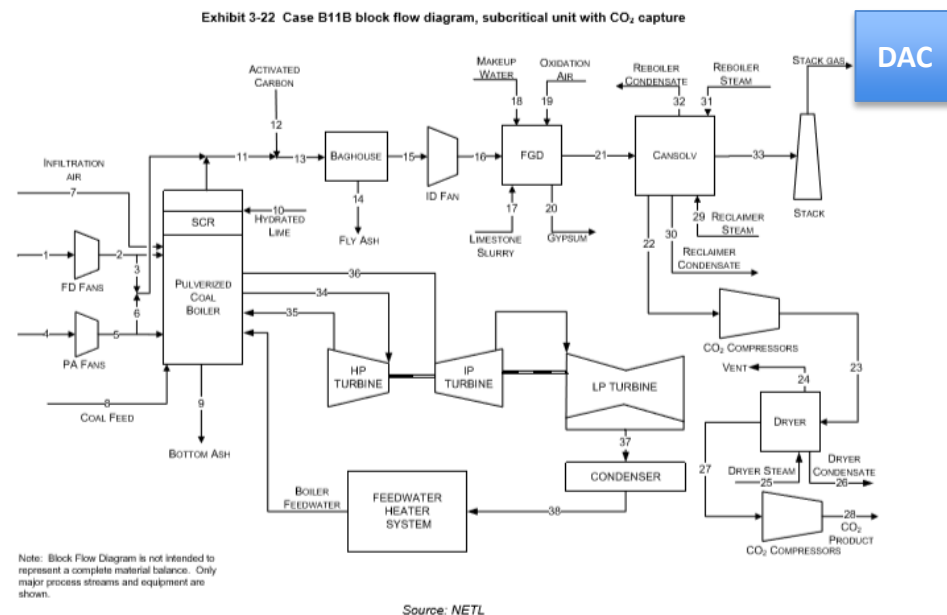 Exhibit 3-22 Case B11B block flow diagram, subcritical unit with CO₂ capture
DAC
STACK GAS
MAKEUP
WATER
OXIDATION
AIR
REBOILER
CONDENSATE
REBOILER
STEAM
ACTIVATED
CARBON
18
19
32
31
12
11
13
BAGHOUSE
15
ID FAN
16
FGD
21
CANSOLV
33
STACK
INFILTRATION
AIR
7
14
FLY ASH
17
LIMESTONE
SLURRY
20
GYPSUM
22
30
29
RECLAIMER
STEAM
RECLAIMER
CONDENSATE
SCR
10
HYDRATED
LIME
1
FD FANS
2
3
6
PULVERIZED
COAL
BOILER
36
34
35
4
PA FANS
5
8
COAL FEED
9
BOTTOM ASH
HP
TURBINE
IP
TURBINE
LP TURBINE
37
CONDENSER
38
FEEDWATER
HEATER
SYSTEM
BOILER
FEEDWATER
CO₂ COMPRESSORS
23
VENT
24
DRYER
27
DRYER STEAM
25
DRYER
CONDENSATE
26
28
CO₂
PRODUCT
CO₂ COMPRESSORS
Note: Block Flow Diagram is not intended to
represent a complete material balance. Only
major process streams and equipment are
shown.
Source: NETL